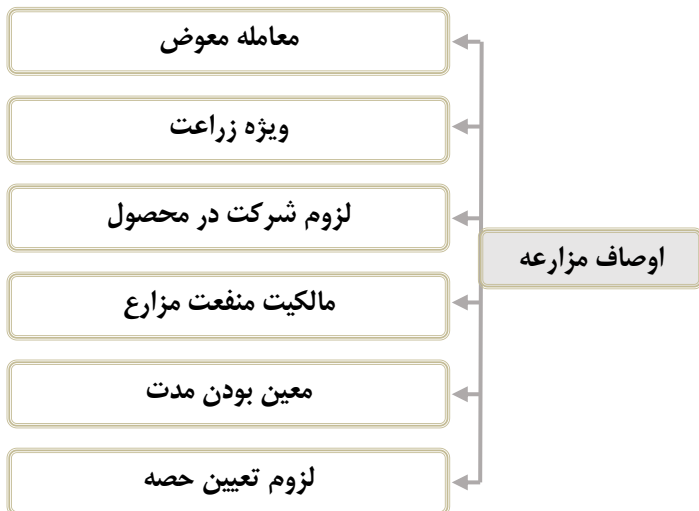 اوصاف مزارعه
معامله معوض
ویژه زراعت
لزوم شرکت در محصول
مالکیت منفعت مزارع
معین بودن مدت
لزوم تعیین حصه